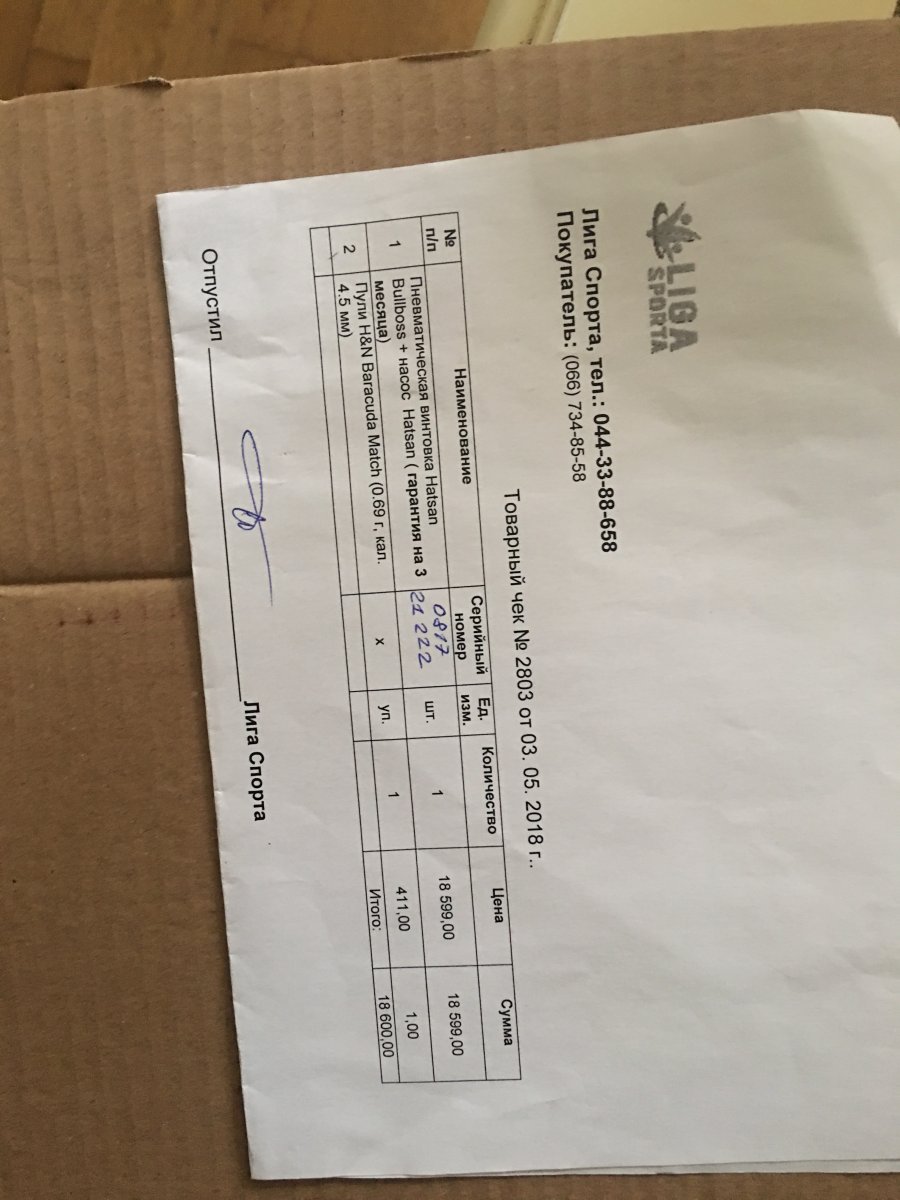 LIGA
SPORTA
Лига Спорта, тел.: 044-33-88-658
Покупатель: (066) 734-85-58
Товарный чек № 2803 от 03. 05. 2018 г..
№ п/п Наименование Серийный номер Ед. изм. Количество Цена Сумма
1 Пневматическая винтовка Hatsan Bullboss + насос Hatsan ( гарантия на 3 месяца) 0817 21 222 шт. 1 18 599,00 18 599,00
2 Пули H&N Baracuda Match (0.69 г, кал. 4.5 мм) х уп. 1 411,00 1,00
Итого: 18 600,00
Отпустил Лига Спорта